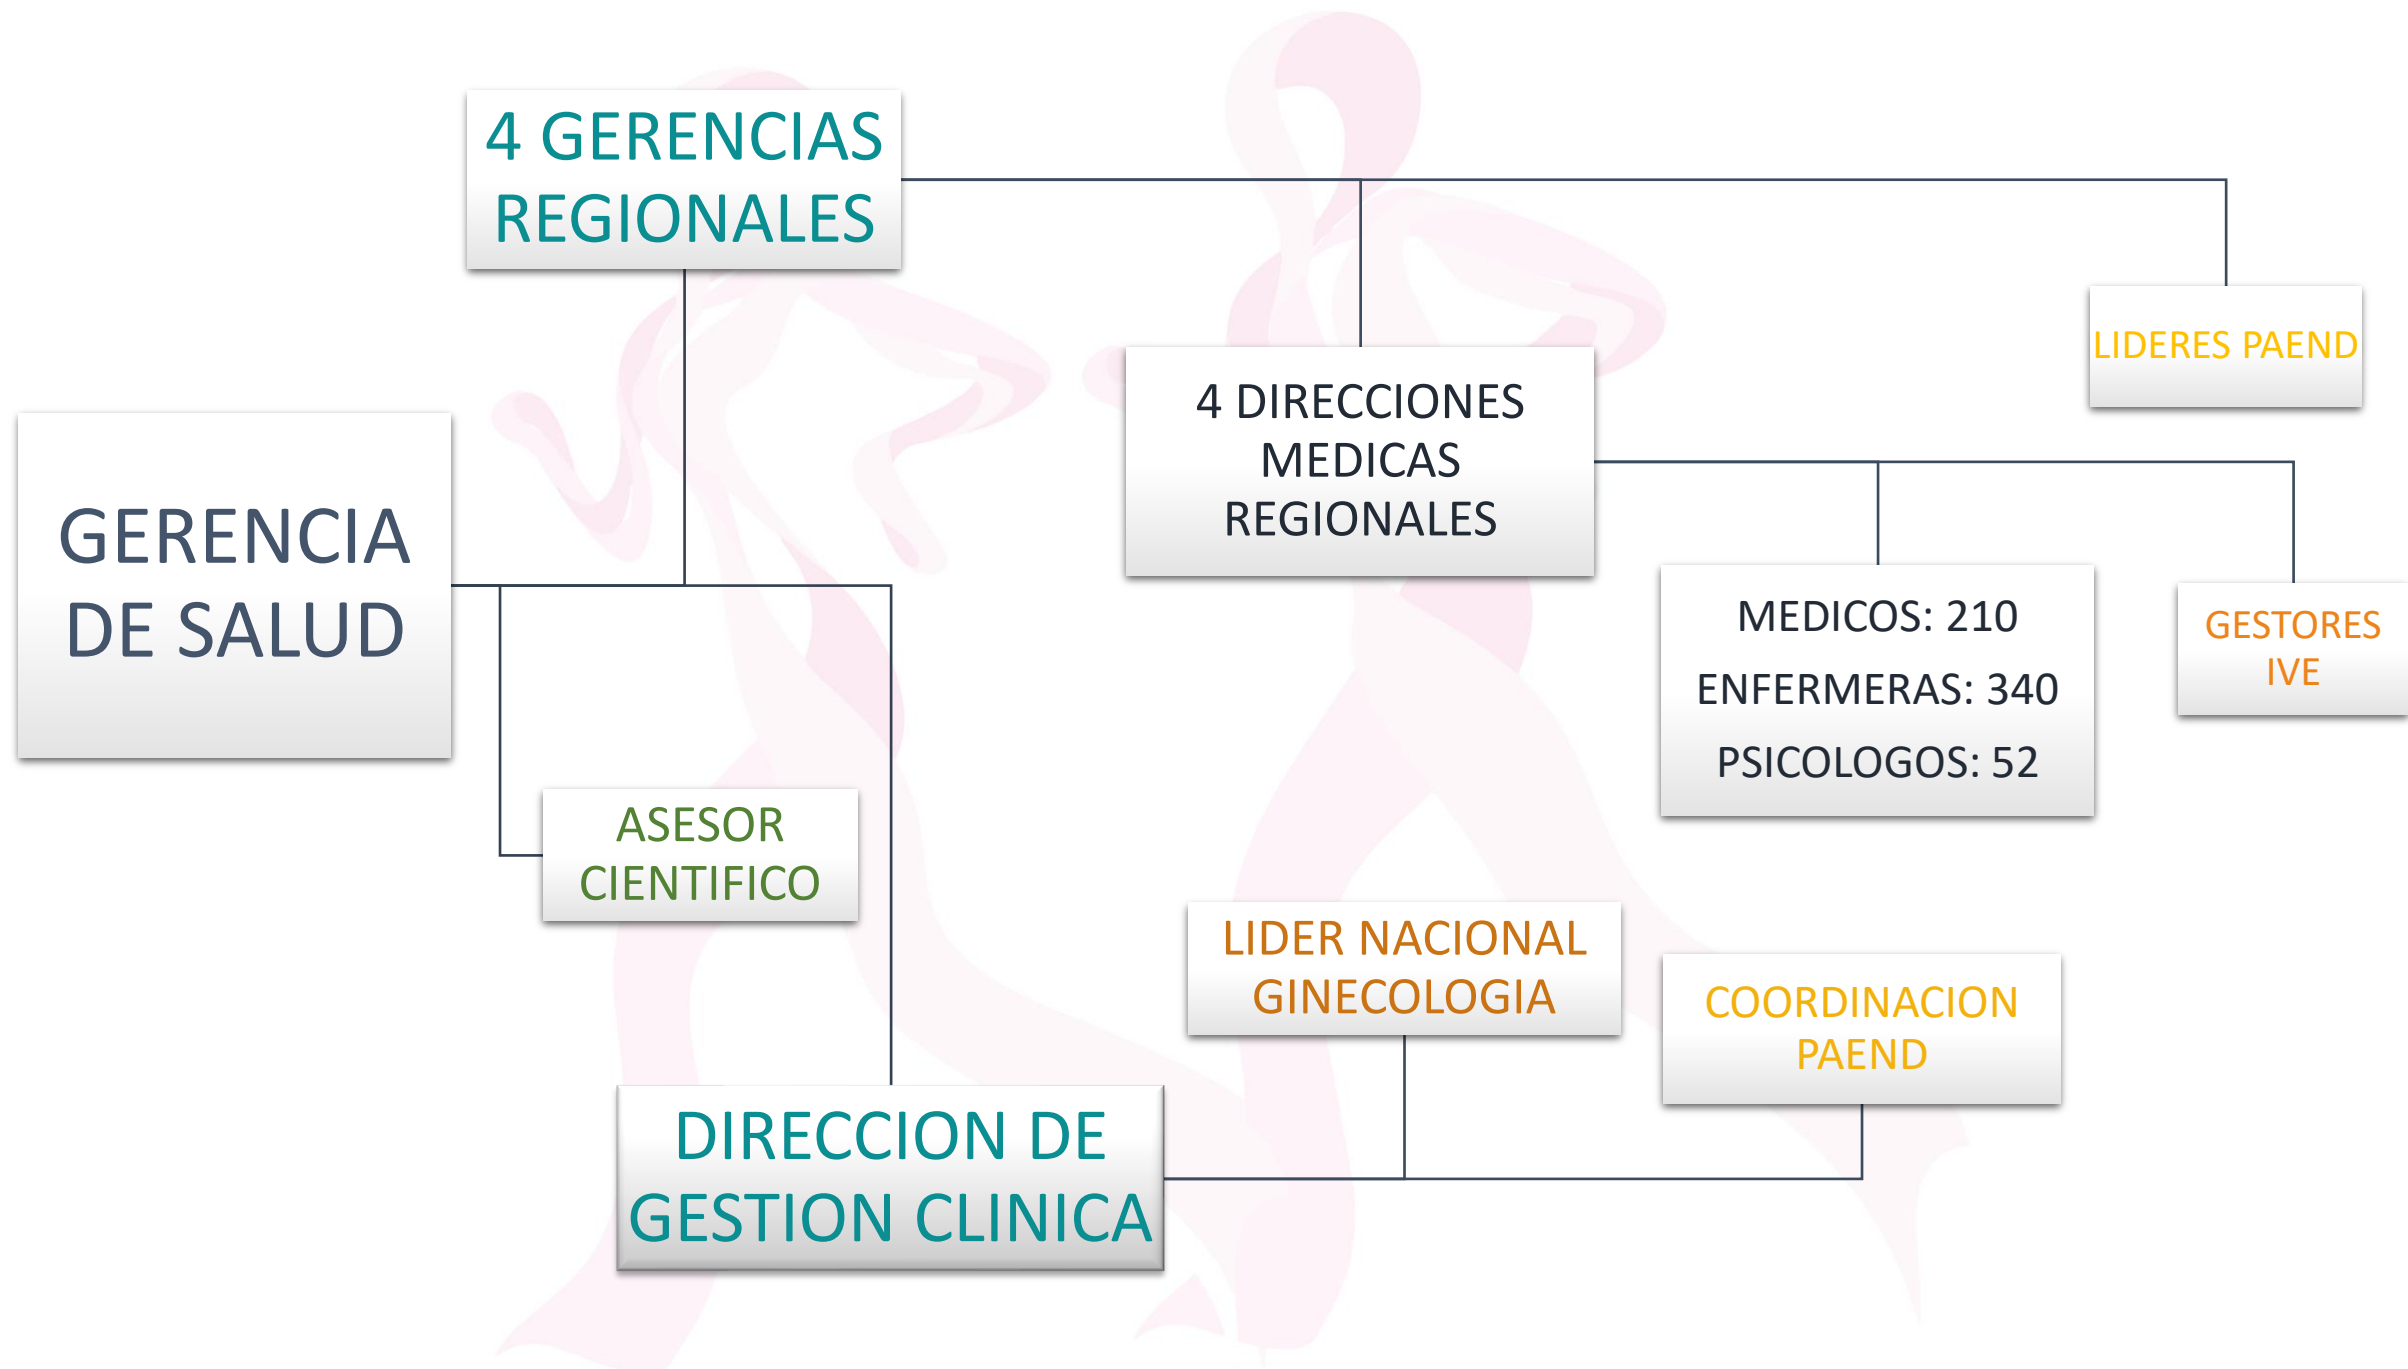 4 GERENCIAS
REGIONALES
LIDERES PAEND
4 DIRECCIONES
MEDICAS
REGIONALES
GERENCIA
DE SALUD
MEDICOS: 210
ENFERMERAS: 340
PSICOLOGOS: 52
GESTORES
IVE
ASESOR
CIENTIFICO
LIDER NACIONAL
GINECOLOGIA
COORDINACION
PAEND
DIRECCION DE
GESTION CLINICA